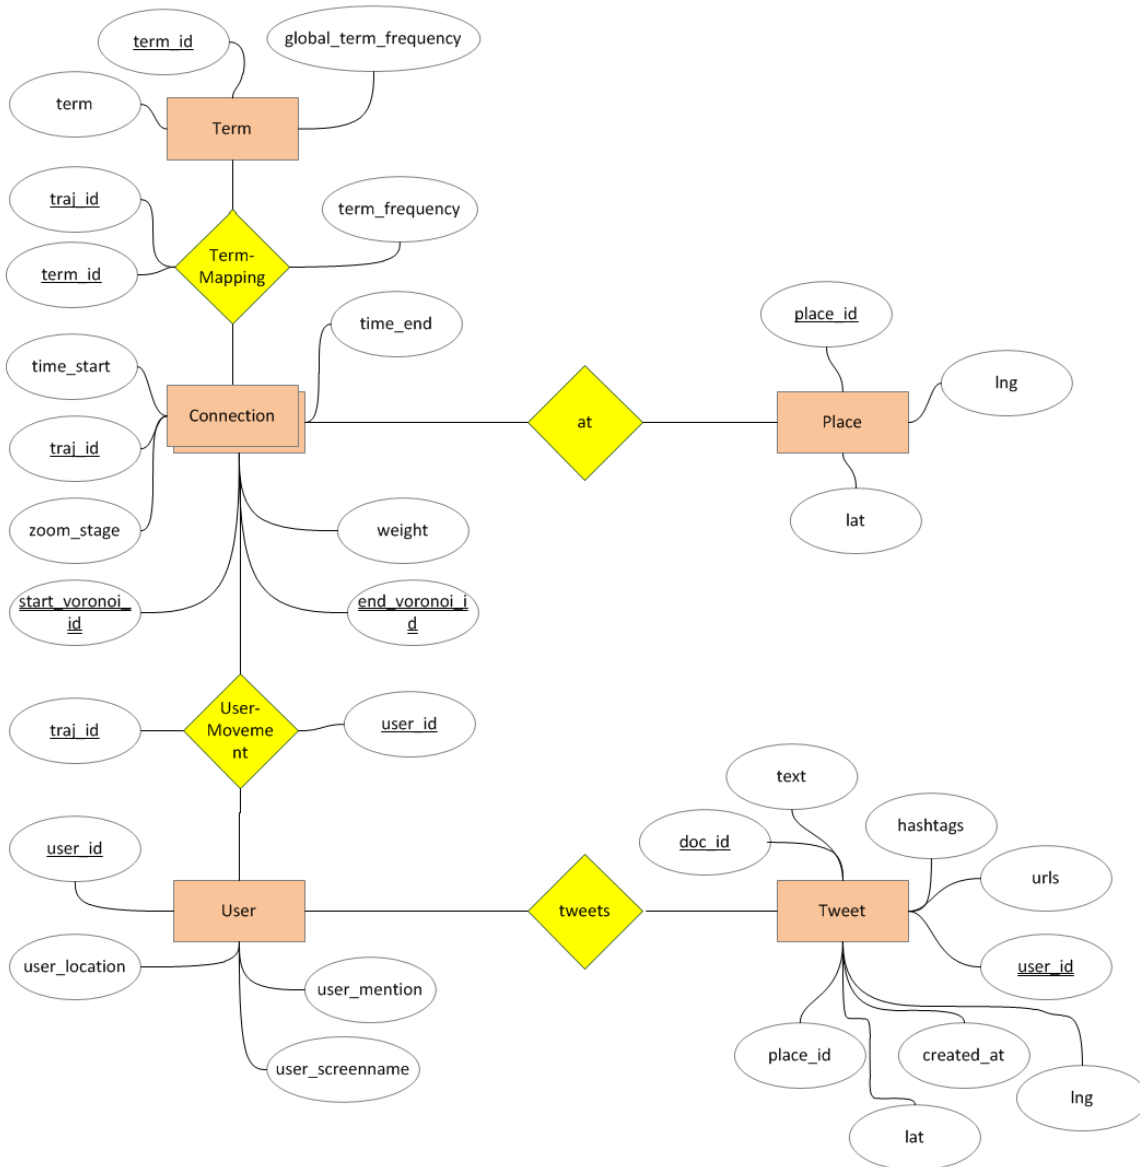 term_id
global_term_frequency
term
Term
traj_id
term_frequency
term_id
Term-
Mapping
time_end
time_start
Connection
traj_id
zoom_stage
weight
start_voronoi_
id
end_voronoi_i
d
at
place_id
lng
Place
lat
traj_id
User-
Moveme
nt
user_id
user_id
User
user_location
user_mention
user_screenname
tweets
text
doc_id
hashtags
urls
Tweet
user_id
place_id
created_at
lng
lat